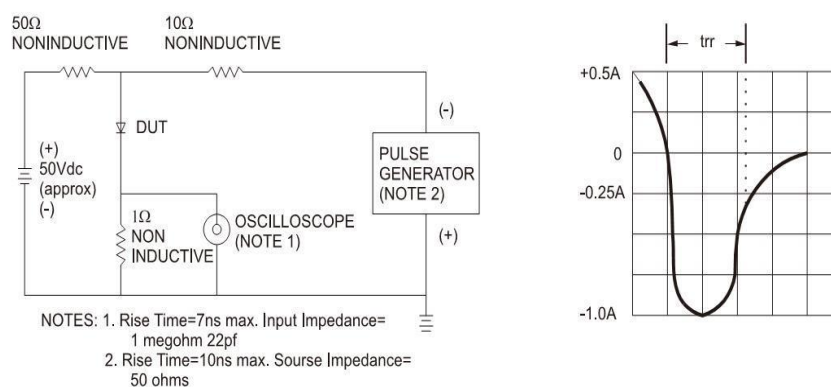 50Ω
NONINDUCTIVE
10Ω
NONINDUCTIVE
DUT
(+)
50Vdc
(approx)
(-)
1Ω
NON
INDUCTIVE
OSCILLOSCOPE
(NOTE 1)
(-)
PULSE
GENERATOR
(NOTE 2)
(+)
NOTES: 1. Rise Time=7ns max. Input Impedance=
1 megohm 22pf
2. Rise Time=10ns max. Sourse Impedance=
50 ohms
trr
+0.5A
0
-0.25A
-1.0A